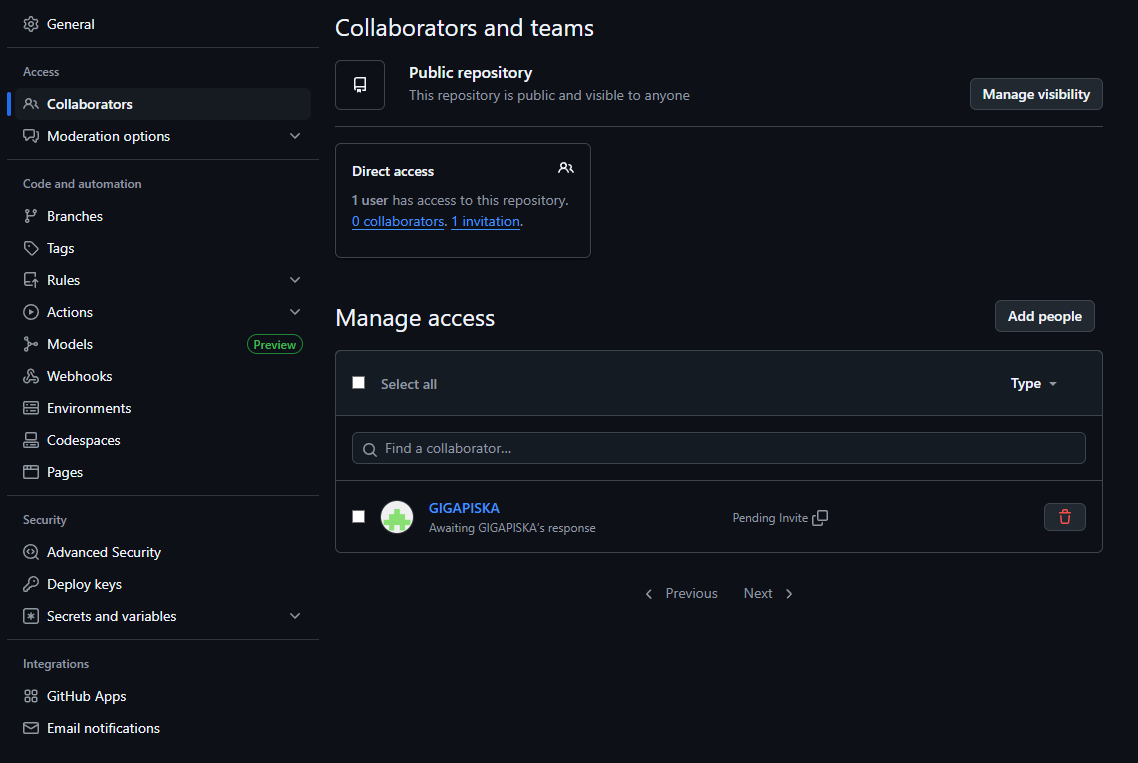 General
Access
Collaborators
Moderation options
Code and automation
Branches
Tags
Rules
Actions
Models Preview
Webhooks
Environments
Codespaces
Pages
Security
Advanced Security
Deploy keys
Secrets and variables
Integrations
GitHub Apps
Email notifications
Collaborators and teams
Public repository
This repository is public and visible to anyone
Manage visibility
Direct access
1 user has access to this repository.
0 collaborators. 1 invitation.
Manage access
Add people
Select all
Type
Find a collaborator...
GIGAPISKA
Awaiting GIGAPISKA's response
Pending Invite
Previous Next